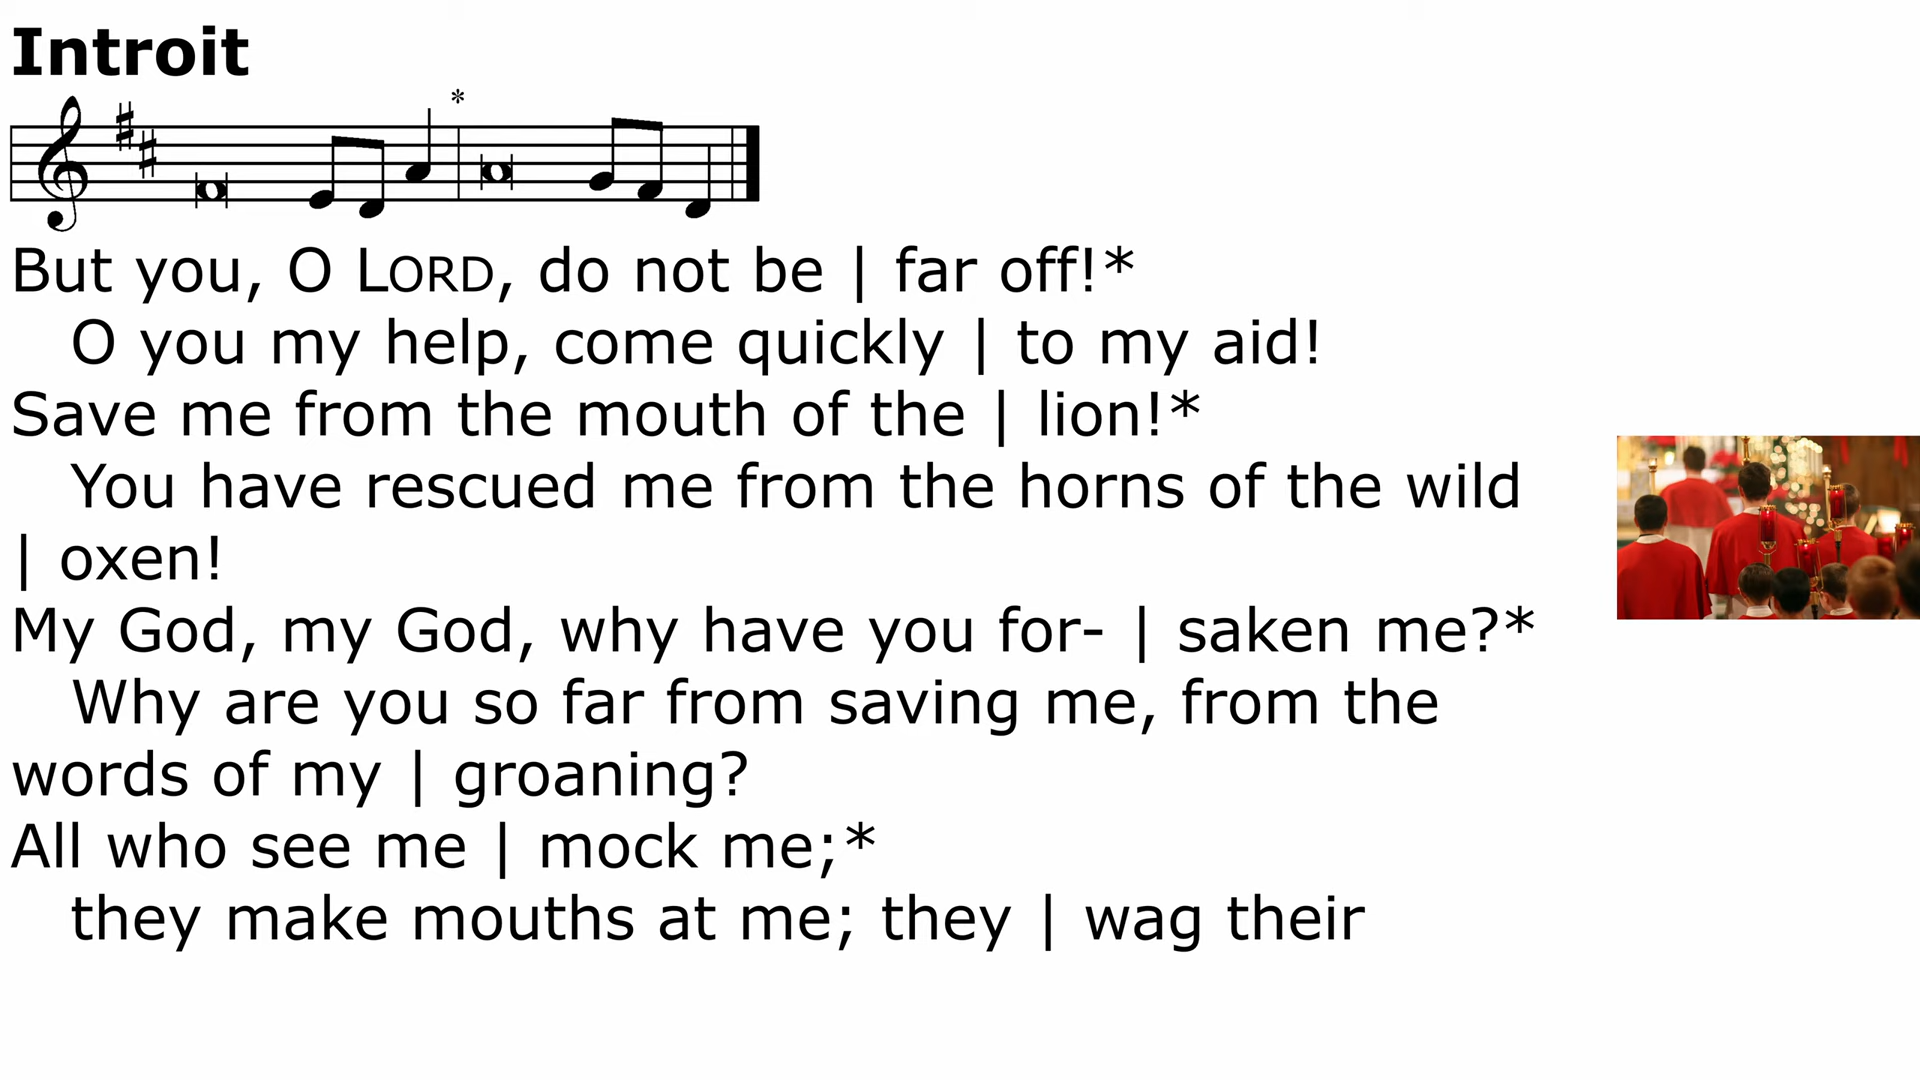 Introit
*
But you, O LORD, do not be | far off!*
O you my help, come quickly | to my aid!
Save me from the mouth of the | lion!*
You have rescued me from the horns of the wild
| oxen!
My God, my God, why have you for- | saken me?*
Why are you so far from saving me, from the
words of my | groaning?
All who see me | mock me;*
they make mouths at me; they | wag their